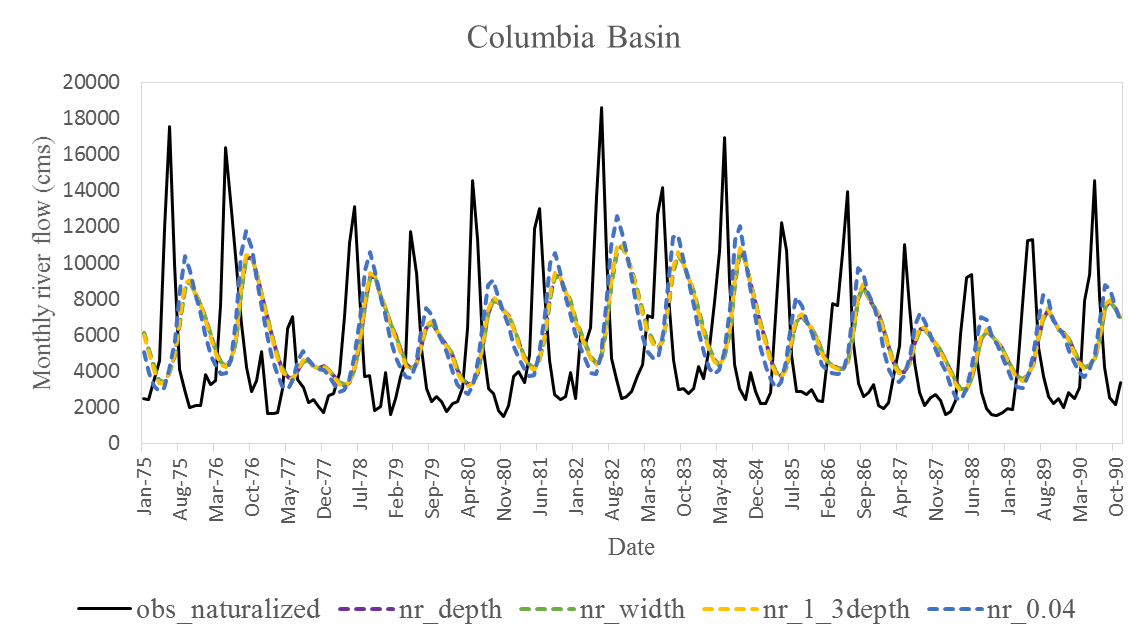 Columbia Basin
Monthly river flow (cms)
20000
18000
16000
14000
12000
10000
8000
6000
4000
2000
0
Jan-75
Aug-75
Mar-76
Oct-76
May-77
Dec-77
Jul-78
Feb-79
Sep-79
Apr-80
Nov-80
Jun-81
Jan-82
Aug-82
Mar-83
Oct-83
May-84
Dec-84
Jul-85
Feb-86
Sep-86
Apr-87
Nov-87
Jun-88
Jan-89
Aug-89
Mar-90
Oct-90
Date
obs_naturalized nr_depth nr_width nr_1_3depth nr_0.04